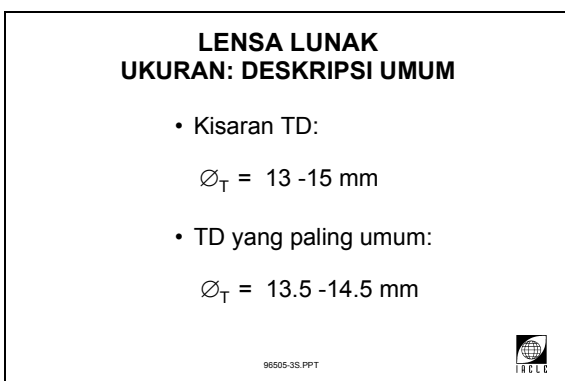 LENSA LUNAK
UKURAN: DESKRIPSI UMUM
• Kisaran TD:
∅T = 13 -15 mm
• TD yang paling umum:
∅T = 13.5 -14.5 mm
96505-3S.PPT
IACLE